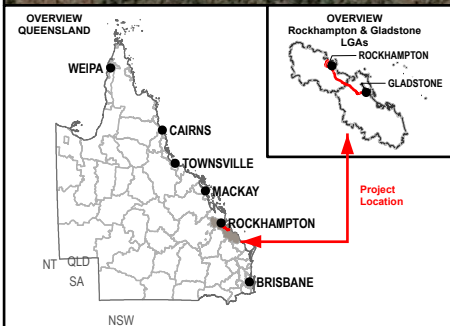 OVERVIEW
QUEENSLAND
WEIPA
CAIRNS
TOWNSVILLE
MACKAY
ROCKHAMPTON
BRISBANE
NT
QLD
SA
NSW
OVERVIEW
Rockhampton & Gladstone
LGAs
ROCKHAMPTON
GLADSTONE
Project
Location